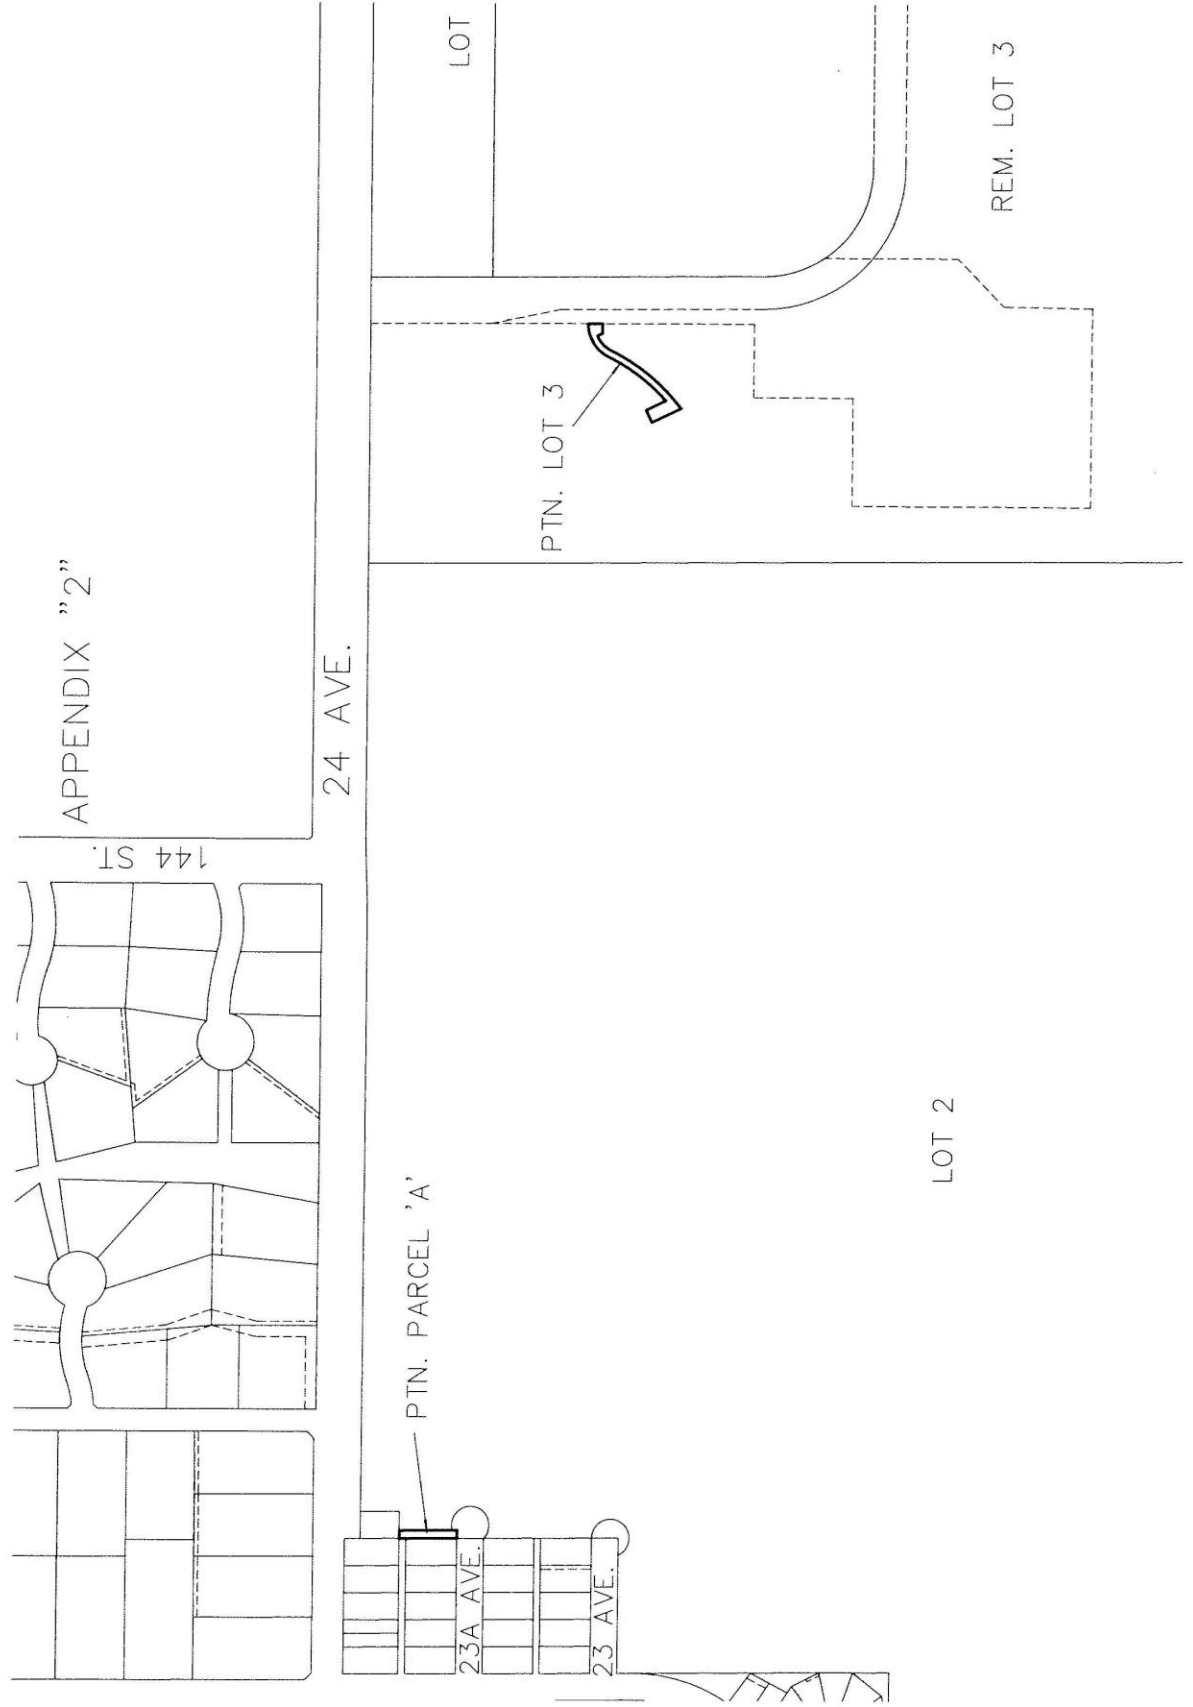 APPENDIX "2"
144 ST.
24 AVE.
LOT
PTN. LOT 3
REM. LOT 3
PTN. PARCEL 'A'
LOT 2
23A AVE.
23 AVE.